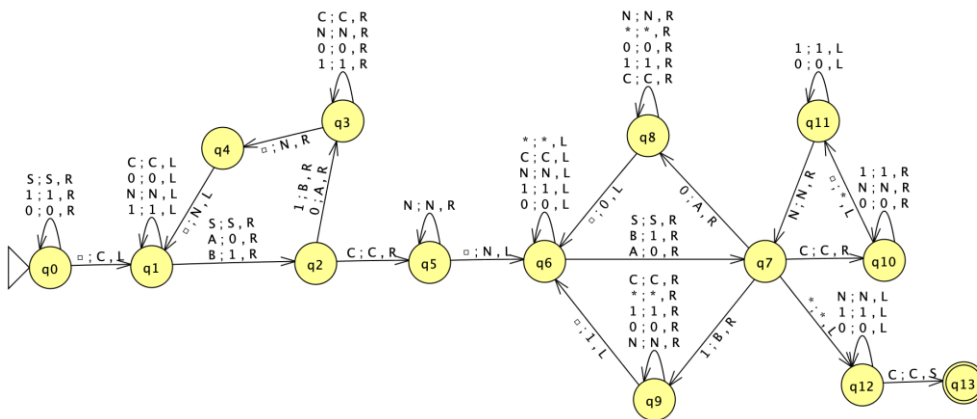 C ; C , R
N ; N , R
0 ; 0 , R
1 ; 1 , R
q3
q4
□ ; N , R
□ ; N , L
S ; S , R
1 ; 1 , R
0 ; 0 , R
q0
□ ; C , L
C ; C , L
0 ; 0 , L
N ; N , L
1 ; 1 , L
q1
S ; S , R
A ; 0 , R
B ; 1 , R
q2
1 ; B , R
0 ; A , R
C ; C , R
N ; N , R
q5
□ ; N , L
* ; * , L
C ; C , L
N ; N , L
1 ; 1 , L
0 ; 0 , L
q6
N ; N , R
* ; * , R
0 ; 0 , R
1 ; 1 , R
C ; C , R
q8
□ ; 0 , L
0 ; A , R
S ; S , R
B ; 1 , R
A ; 0 , R
q7
C ; C , R
* ; * , R
1 ; 1 , R
0 ; 0 , R
N ; N , R
q9
□ ; 1 , L
1 ; B , R
1 ; 1 , L
0 ; 0 , L
q11
N ; N , R
□ ; * , L
C ; C , R
1 ; 1 , R
N ; N , R
0 ; 0 , R
q10
* ; * , L
N ; N , L
1 ; 1 , L
0 ; 0 , L
q12
C ; C , S
q13